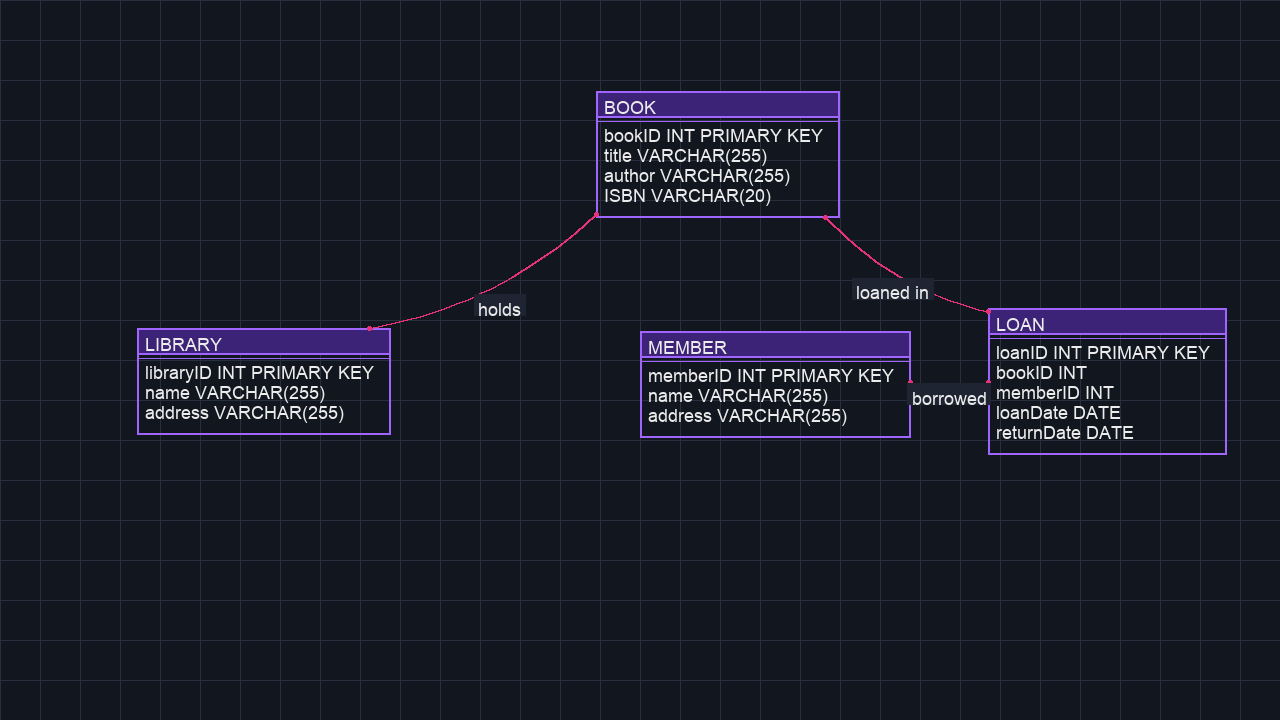 BOOK
bookID INT PRIMARY KEY
title VARCHAR(255)
author VARCHAR(255)
ISBN VARCHAR(20)
holds
loaned in
LIBRARY
libraryID INT PRIMARY KEY
name VARCHAR(255)
address VARCHAR(255)
MEMBER
memberID INT PRIMARY KEY
name VARCHAR(255)
address VARCHAR(255)
borrowed
LOAN
loanID INT PRIMARY KEY
bookID INT
memberID INT
loanDate DATE
returnDate DATE